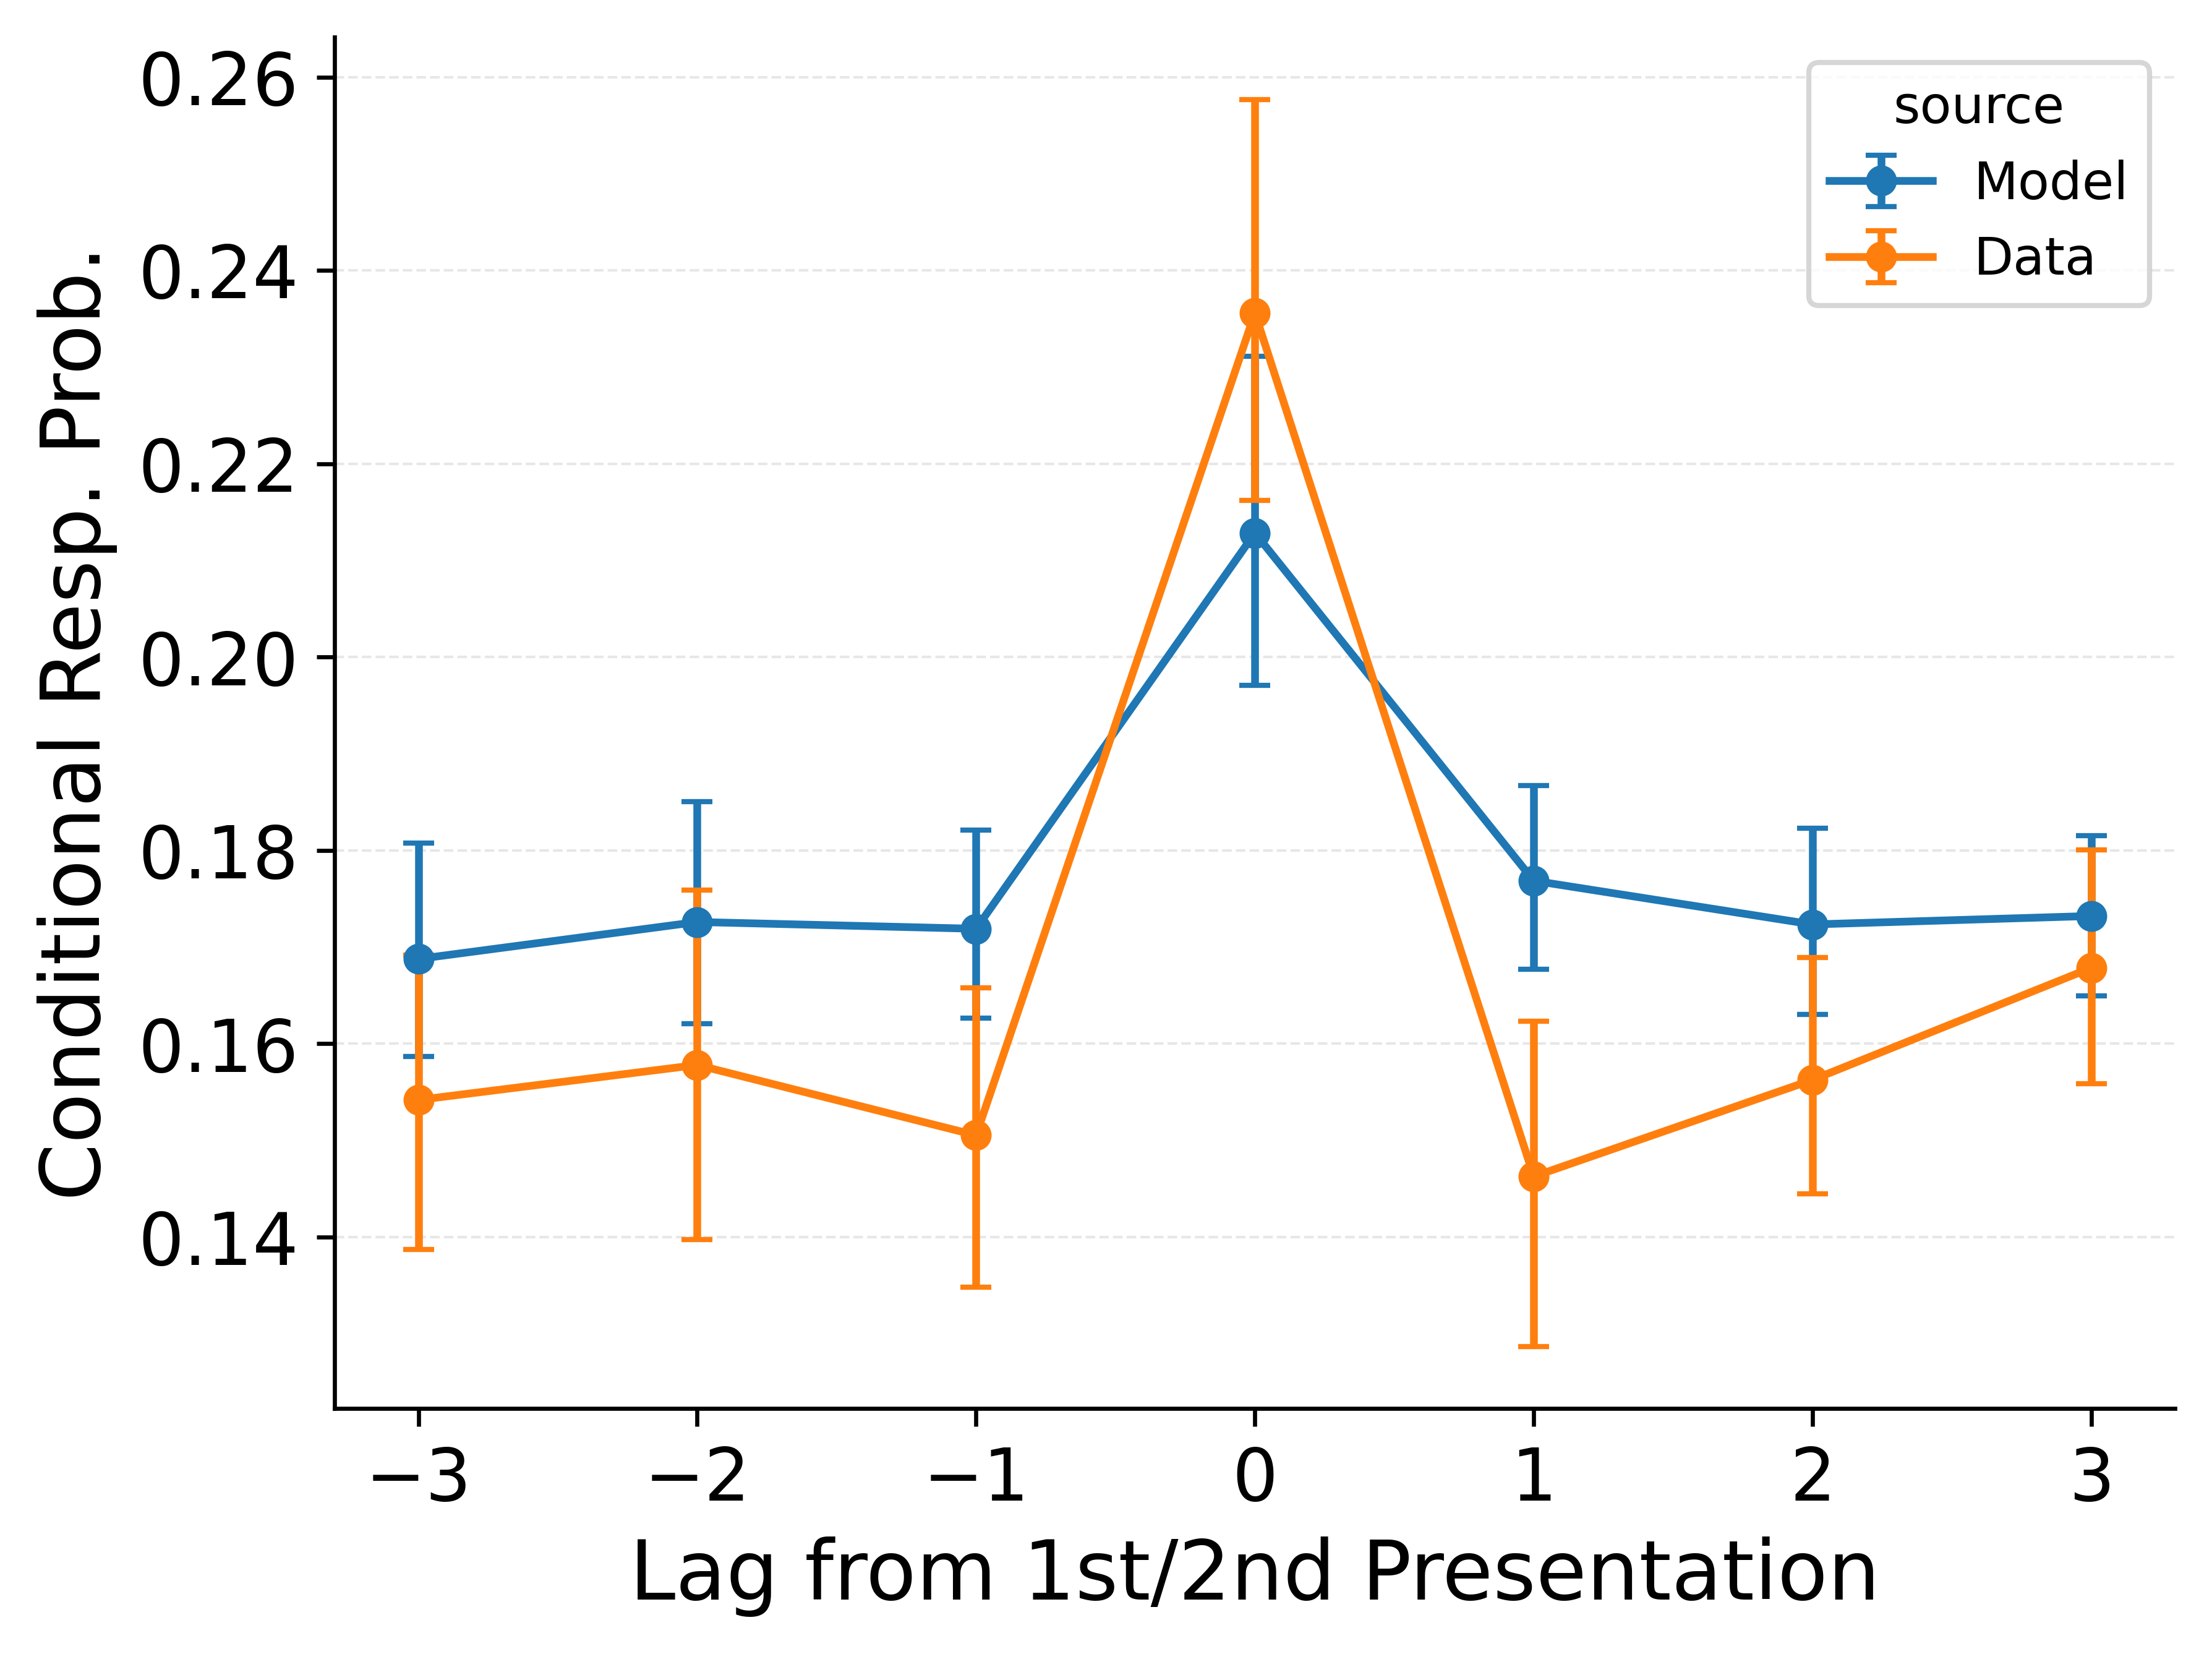 0.26
0.24
0.22
0.20
0.18
0.16
0.14
Conditional Resp. Prob.
source
Model
Data
−3 −2 −1 0 1 2 3
Lag from 1st/2nd Presentation